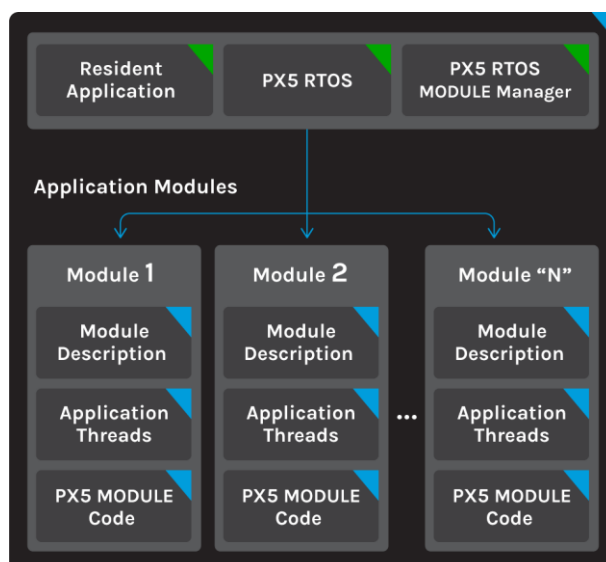 Resident
Application
PX5 RTOS
PX5 RTOS
MODULE Manager
Application Modules
Module 1
Module Description
Application Threads
PX5 MODULE Code
Module 2
Module Description
Application Threads
PX5 MODULE Code
...
Module “N”
Module Description
Application Threads
PX5 MODULE Code